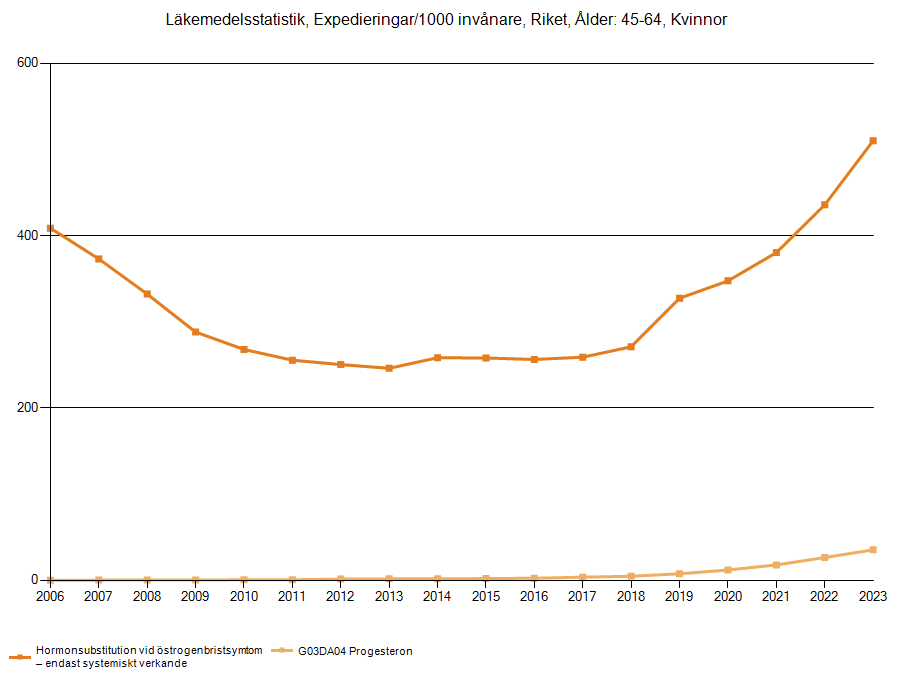 Läkemedelsstatistik, Expedieringar/1000 invånare, Riket, Ålder: 45-64, Kvinnor
600
400
200
0
2006 2007 2008 2009 2010 2011 2012 2013 2014 2015 2016 2017 2018 2019 2020 2021 2022 2023
Hormonsubstitution vid östrogenbristsymtom
– endast systemiskt verkande
G03DA04 Progesteron